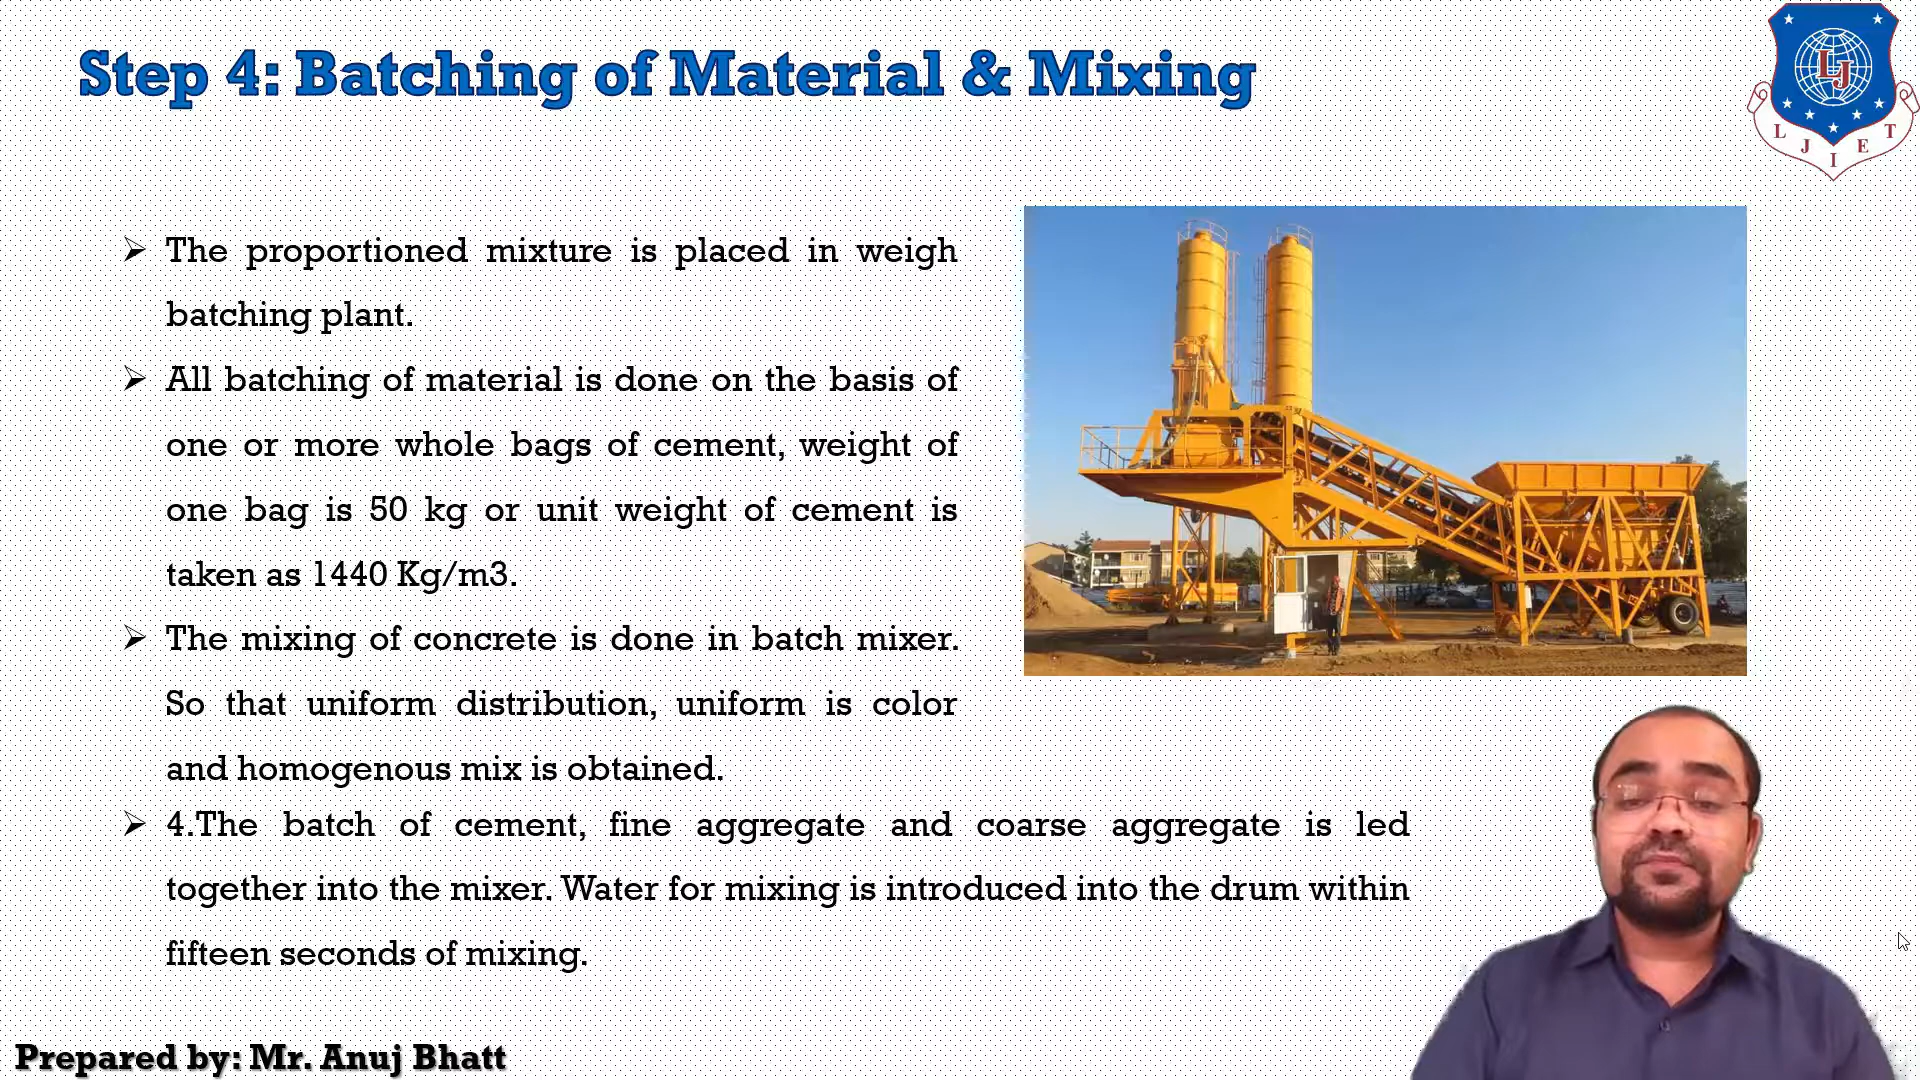 Step 4: Batching of Material & Mixing
LJ
L J I E T
➢ The proportioned mixture is placed in weigh
batching plant.
➢ All batching of material is done on the basis of
one or more whole bags of cement, weight of
one bag is 50 kg or unit weight of cement is
taken as 1440 Kg/m3.
➢ The mixing of concrete is done in batch mixer.
So that uniform distribution, uniform is color
and homogenous mix is obtained.
➢ 4.The batch of cement, fine aggregate and coarse aggregate is led
together into the mixer. Water for mixing is introduced into the drum within
fifteen seconds of mixing.
Prepared by: Mr. Anuj Bhatt